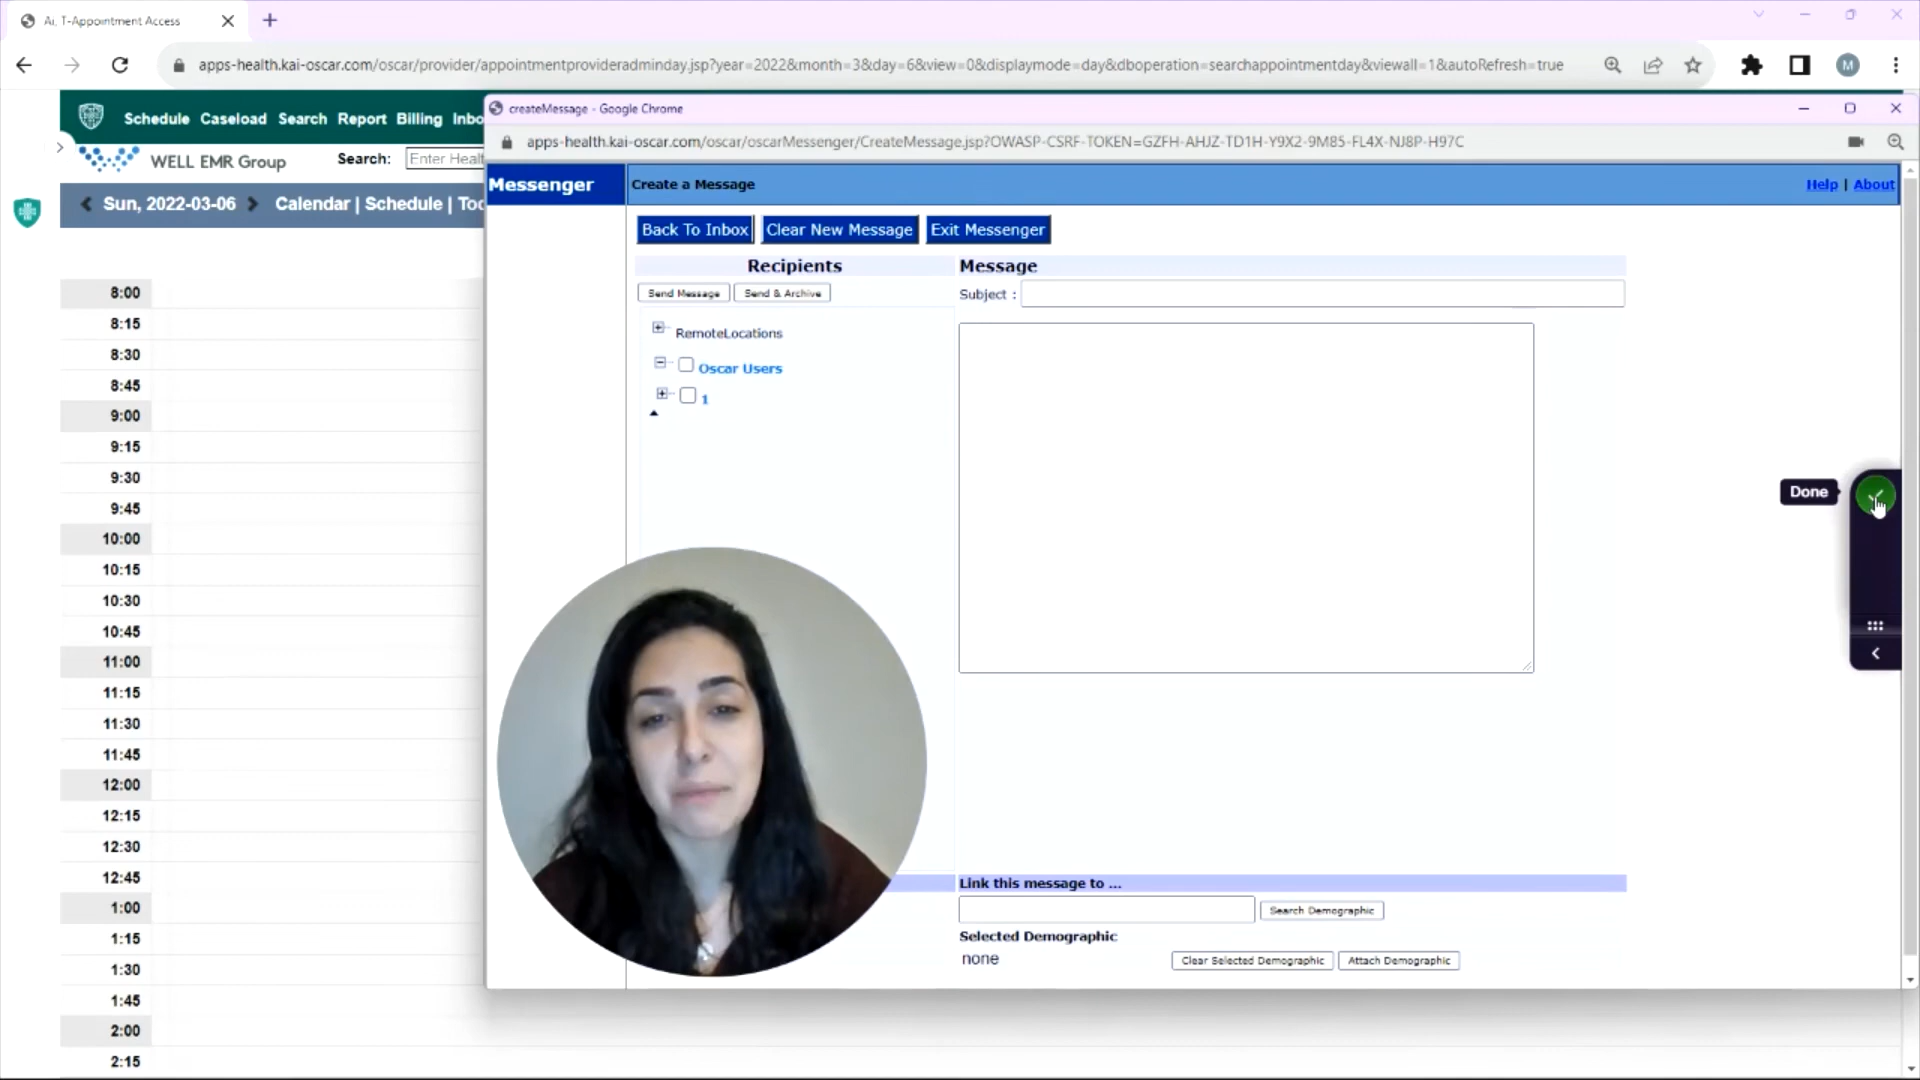 Ai, T-Appointment Access
apps-health.kai-oscar.com/oscar/provider/appointmentprovideradminday.jsp?year=2022&month=3&day=6&view=0&displaymode=day&dboperation=searchappointmentday&viewall=1&autoRefresh=true
M
Schedule Caseload Search Report Billing Inbo
WELL EMR Group
Search:
Enter Healt
Sun, 2022-03-06
Calendar | Schedule | Too
8:00
8:15
8:30
8:45
9:00
9:15
9:30
9:45
10:00
10:15
10:30
10:45
11:00
11:15
11:30
11:45
12:00
12:15
12:30
12:45
1:00
1:15
1:30
1:45
2:00
2:15
createMessage - Google Chrome
apps-health.kai-oscar.com/oscar/oscarMessenger/CreateMessage.jsp?OWASP-CSRF-TOKEN=GZFH-AHJZ-TD1H-Y9X2-9M85-FL4X-NJ8P-H97C
Messenger
Create a Message
Help | About
Back To Inbox
Clear New Message
Exit Messenger
Recipients
Message
Send Message
Send & Archive
Subject :
RemoteLocations
Oscar Users
1
Done
Link this message to ...
Search Demographic
Selected Demographic
none
Clear Selected Demographic
Attach Demographic